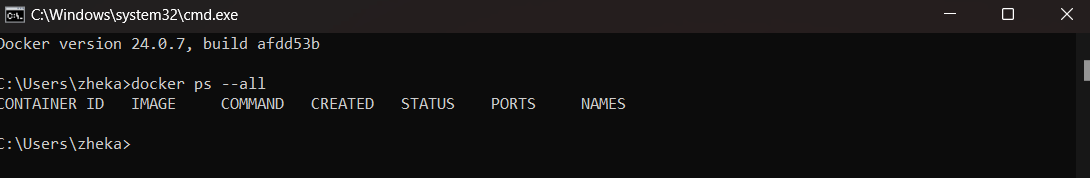 C:\Windows\system32\cmd.exe
Docker version 24.0.7, build afdd53b
C:\Users\zheka>docker ps --all
CONTAINER ID   IMAGE     COMMAND   CREATED   STATUS    PORTS     NAMES
C:\Users\zheka>